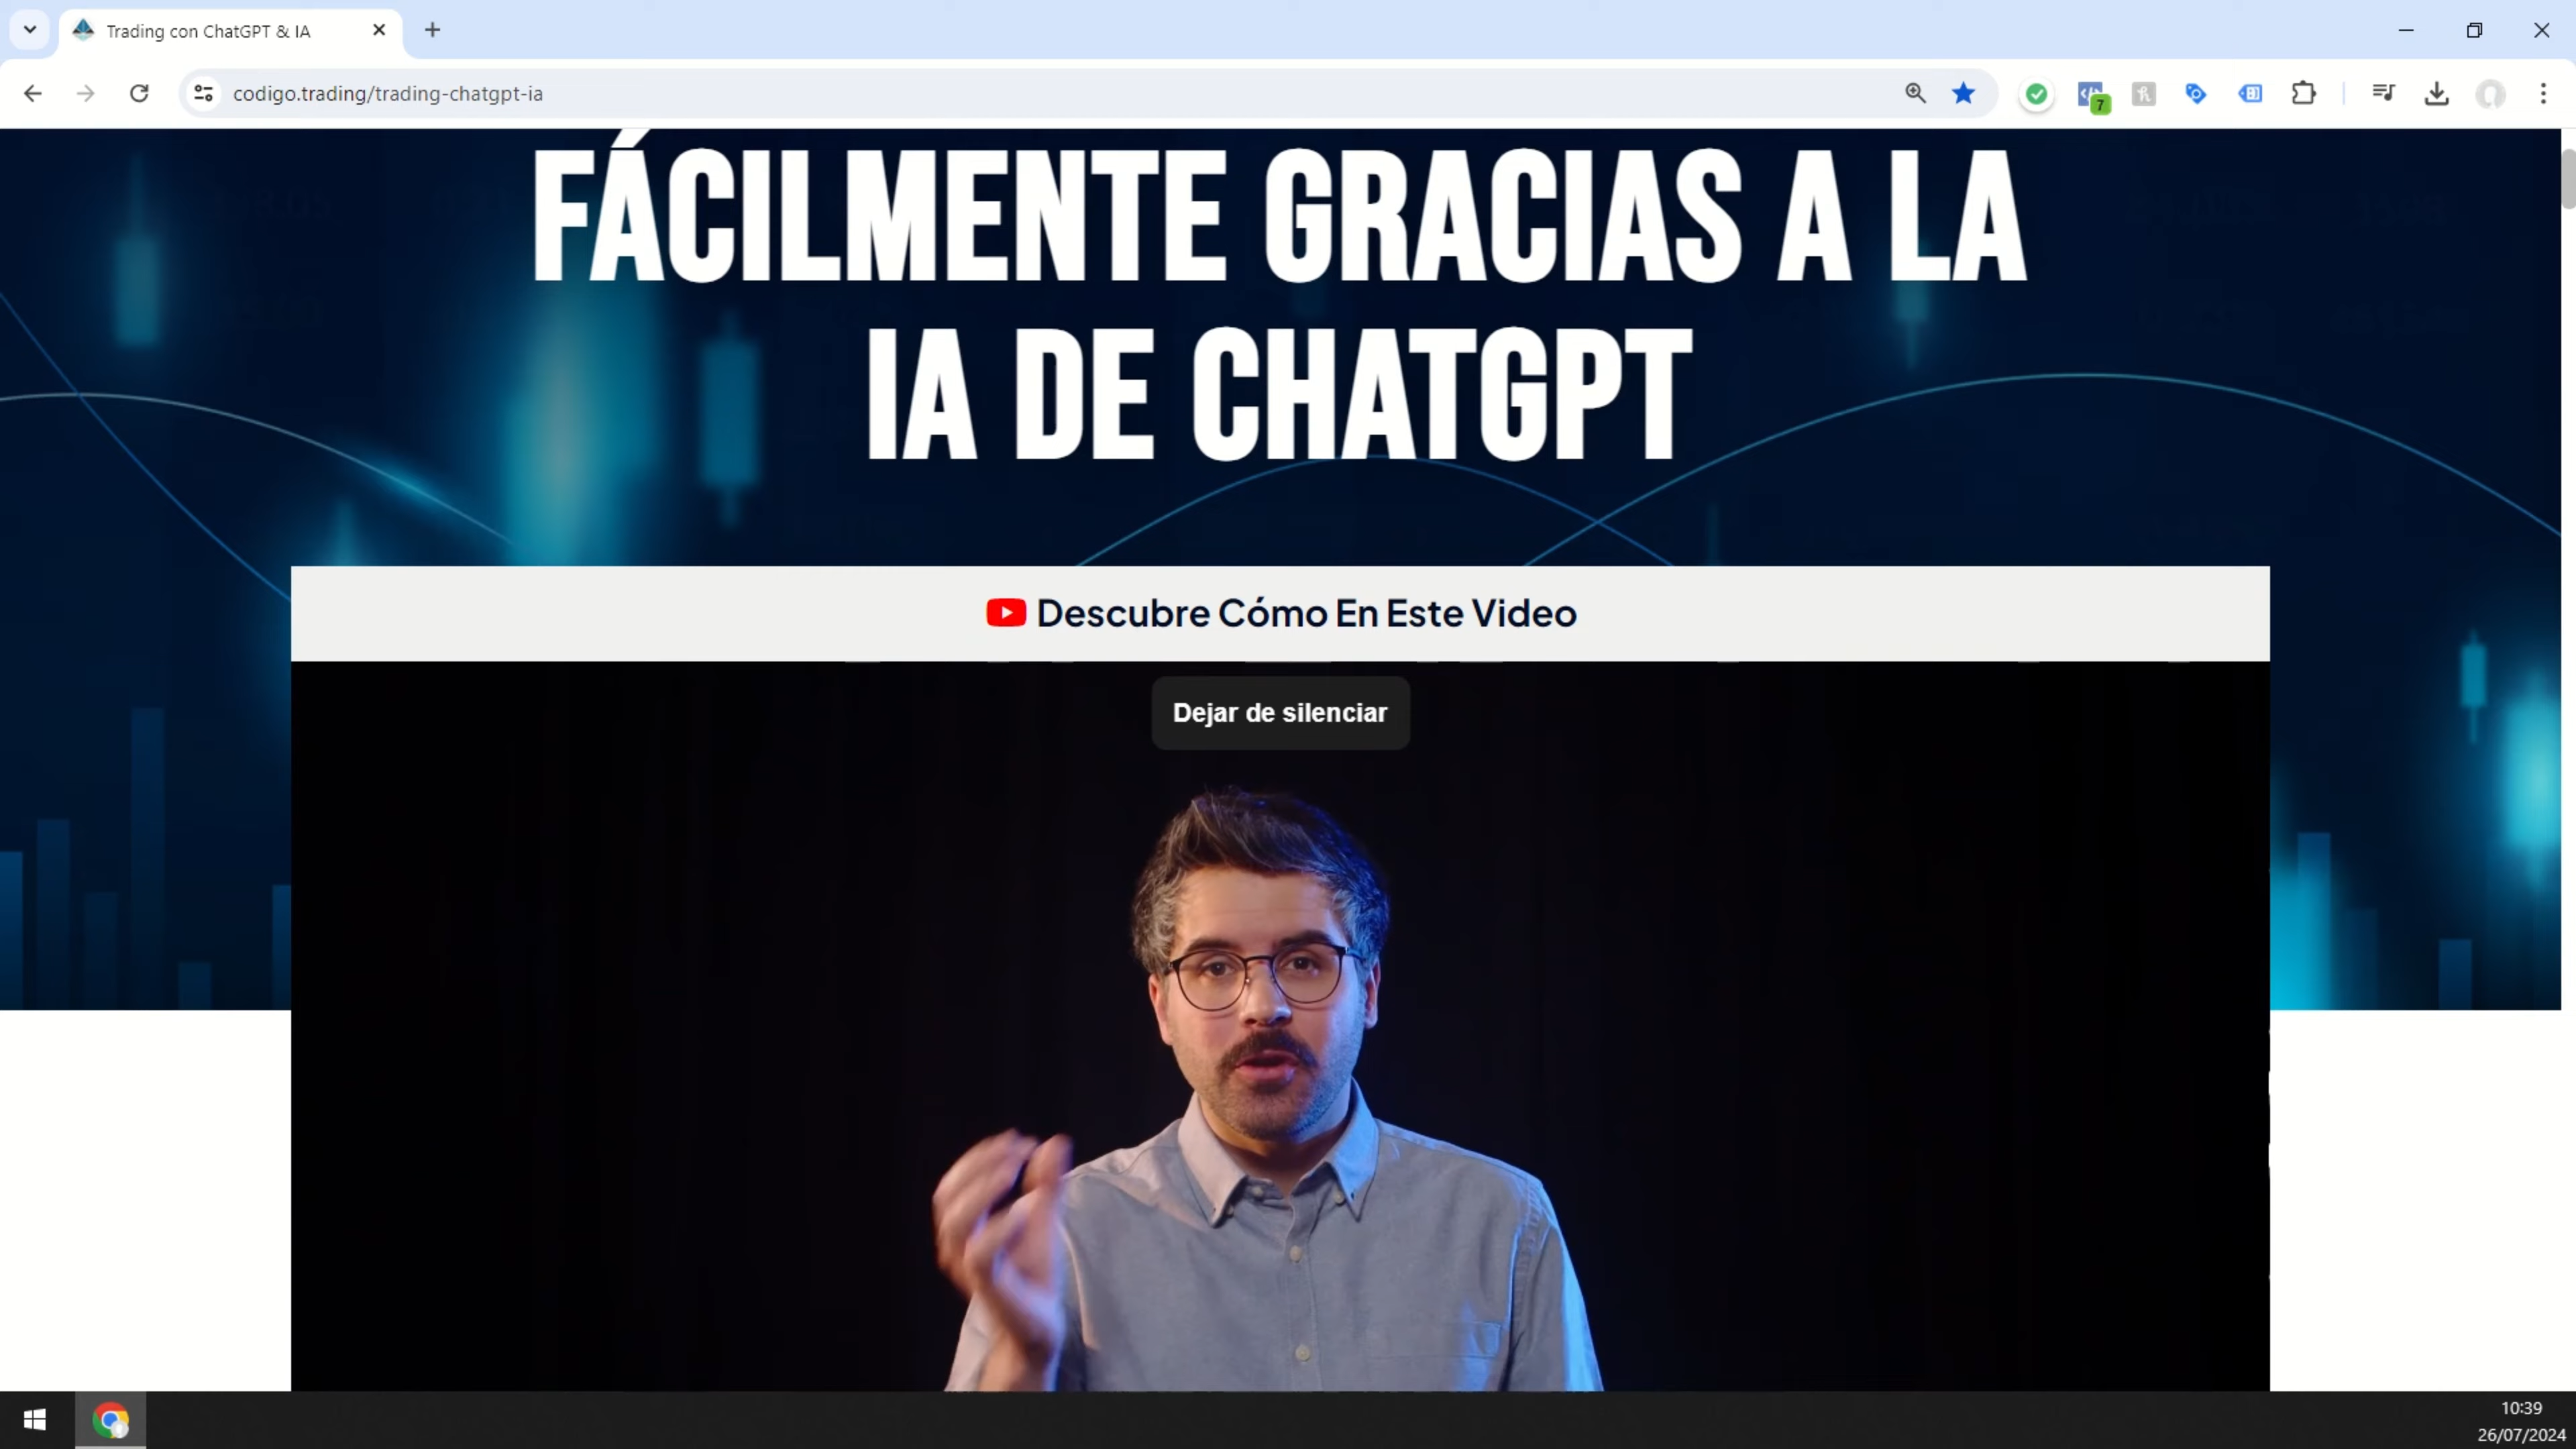 Trading con ChatGPT & IA
codigo.trading/trading-chatgpt-ia
7
FÁCILMENTE GRACIAS A LA
IA DE CHATGPT
Descubre Cómo En Este Video
Dejar de silenciar
10:39
26/07/2024